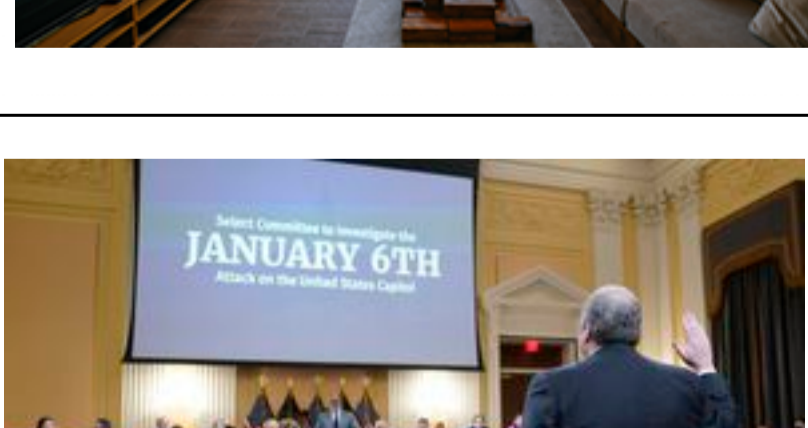 Select Committee to Investigate the
JANUARY 6TH
Attack on the United States Capitol